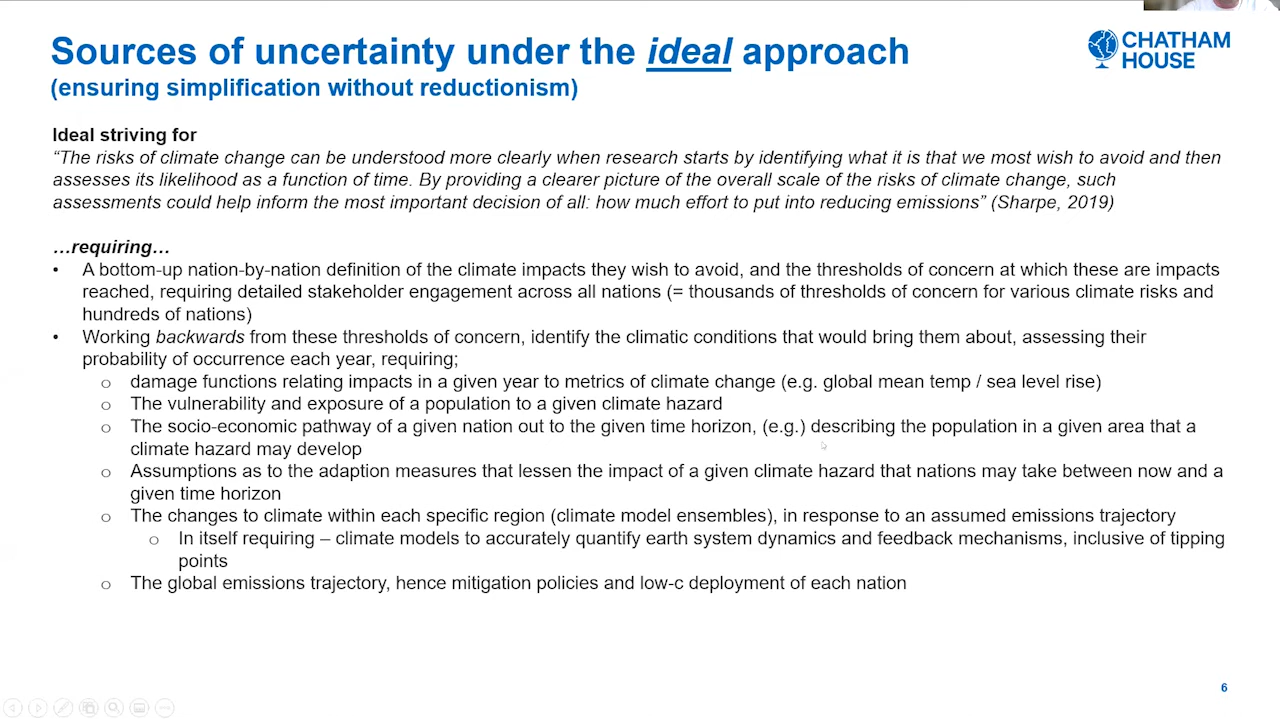 Sources of uncertainty under the ideal approach
(ensuring simplification without reductionism)
CHATHAM
HOUSE
Ideal striving for
“The risks of climate change can be understood more clearly when research starts by identifying what it is that we most wish to avoid and then
assesses its likelihood as a function of time. By providing a clearer picture of the overall scale of the risks of climate change, such
assessments could help inform the most important decision of all: how much effort to put into reducing emissions” (Sharpe, 2019)
…requiring…
• A bottom-up nation-by-nation definition of the climate impacts they wish to avoid, and the thresholds of concern at which these are impacts
reached, requiring detailed stakeholder engagement across all nations (= thousands of thresholds of concern for various climate risks and
hundreds of nations)
• Working backwards from these thresholds of concern, identify the climatic conditions that would bring them about, assessing their
probability of occurrence each year, requiring;
o damage functions relating impacts in a given year to metrics of climate change (e.g. global mean temp / sea level rise)
o The vulnerability and exposure of a population to a given climate hazard
o The socio-economic pathway of a given nation out to the given time horizon, (e.g.) describing the population in a given area that a
climate hazard may develop
o Assumptions as to the adaption measures that lessen the impact of a given climate hazard that nations may take between now and a
given time horizon
o The changes to climate within each specific region (climate model ensembles), in response to an assumed emissions trajectory
o In itself requiring – climate models to accurately quantify earth system dynamics and feedback mechanisms, inclusive of tipping
points
o The global emissions trajectory, hence mitigation policies and low-c deployment of each nation
6